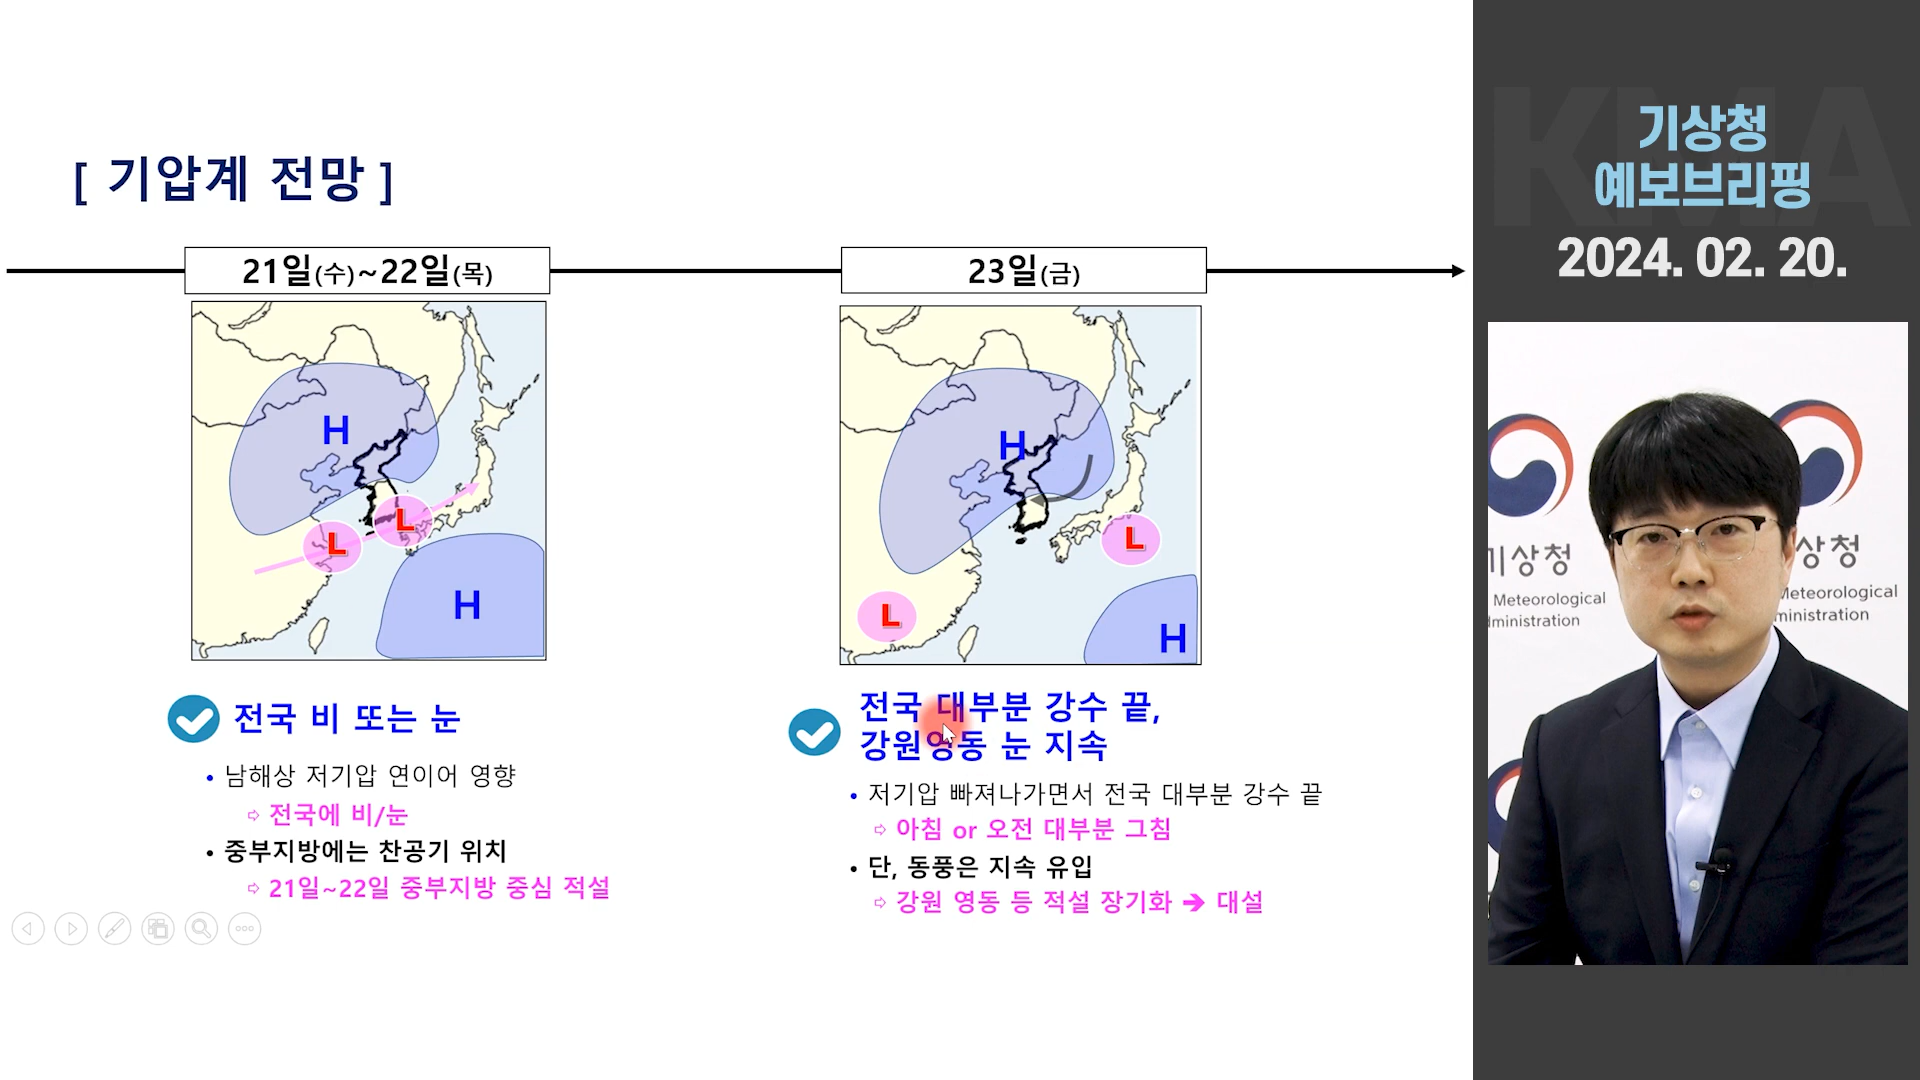 [ 기압계 전망 ]
21일(수)~22일(목)
H
L
L
H
전국 비 또는 눈
• 남해상 저기압 연이어 영향
⇨ 전국에 비/눈
• 중부지방에는 찬공기 위치
⇨ 21일~22일 중부지방 중심 적설
23일(금)
H
L
L
H
전국 대부분 강수 끝,
강원영동 눈 지속
• 저기압 빠져나가면서 전국 대부분 강수 끝
⇨ 아침 or 오전 대부분 그침
• 단, 동풍은 지속 유입
⇨ 강원 영동 등 적설 장기화 ➔ 대설
KMA
기상청
예보브리핑
2024. 02. 20.
기상청
Meteorological
ministration
상청
Meteorological
ministration